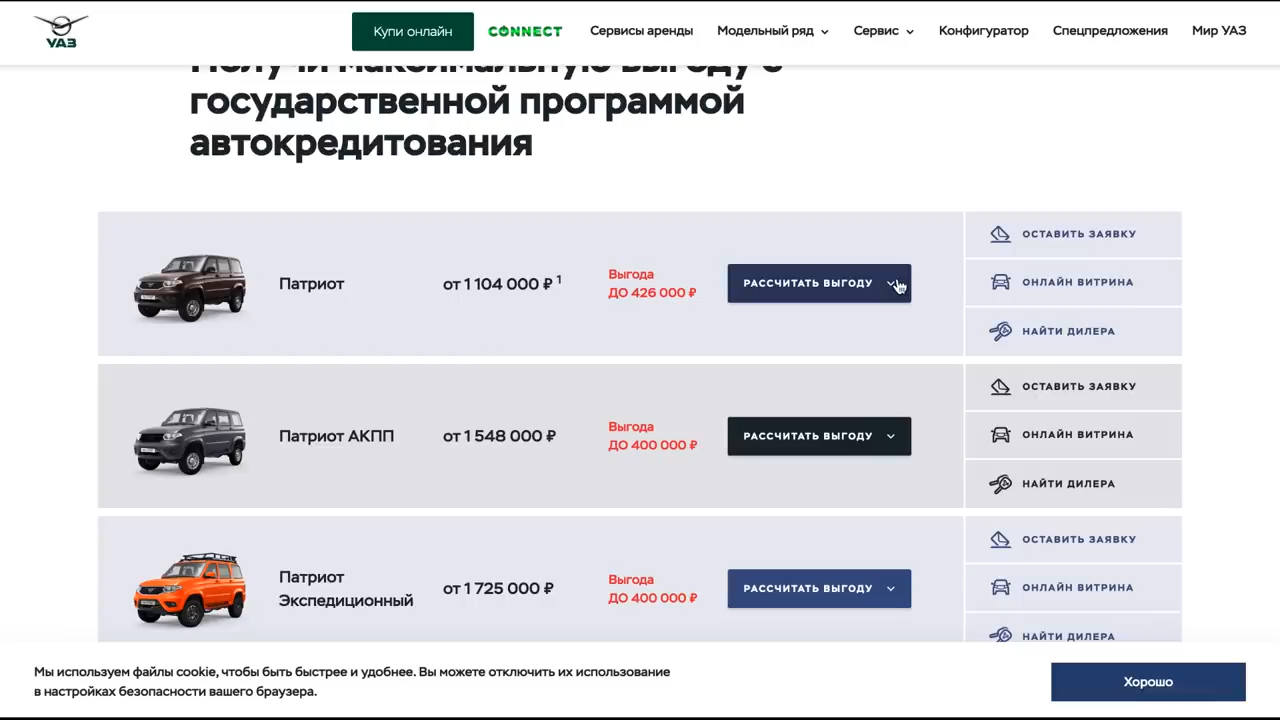 УАЗ
Купи онлайн
CONNECT
Сервисы аренды
Модельный ряд
Сервис
Конфигуратор
Спецпредложения
Мир УАЗ
Получи максимальную выгоду с
государственной программой
автокредитования
Патриот
от 1 104 000 ₽ 1
Выгода
ДО 426 000 ₽
РАССЧИТАТЬ ВЫГОДУ
ОСТАВИТЬ ЗАЯВКУ
ОНЛАЙН ВИТРИНА
НАЙТИ ДИЛЕРА
Патриот АКПП
от 1 548 000 ₽
Выгода
ДО 400 000 ₽
РАССЧИТАТЬ ВЫГОДУ
ОСТАВИТЬ ЗАЯВКУ
ОНЛАЙН ВИТРИНА
НАЙТИ ДИЛЕРА
Патриот
Экспедиционный
от 1 725 000 ₽
Выгода
ДО 400 000 ₽
РАССЧИТАТЬ ВЫГОДУ
ОСТАВИТЬ ЗАЯВКУ
ОНЛАЙН ВИТРИНА
НАЙТИ ДИЛЕРА
Мы используем файлы cookie, чтобы быть быстрее и удобнее. Вы можете отключить их использование
в настройках безопасности вашего браузера.
Хорошо